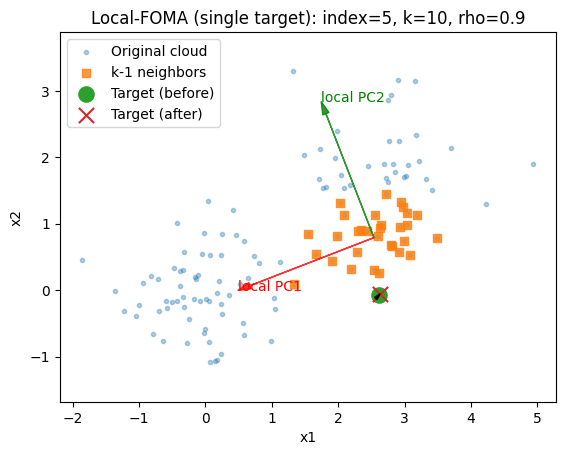 Local-FOMA (single target): index=5, k=10, rho=0.9
Original cloud
k-1 neighbors
Target (before)
Target (after)
local PC2
local PC1
x2
3
2
1
0
−1
−2
−1
0
1
2
3
4
5
x1